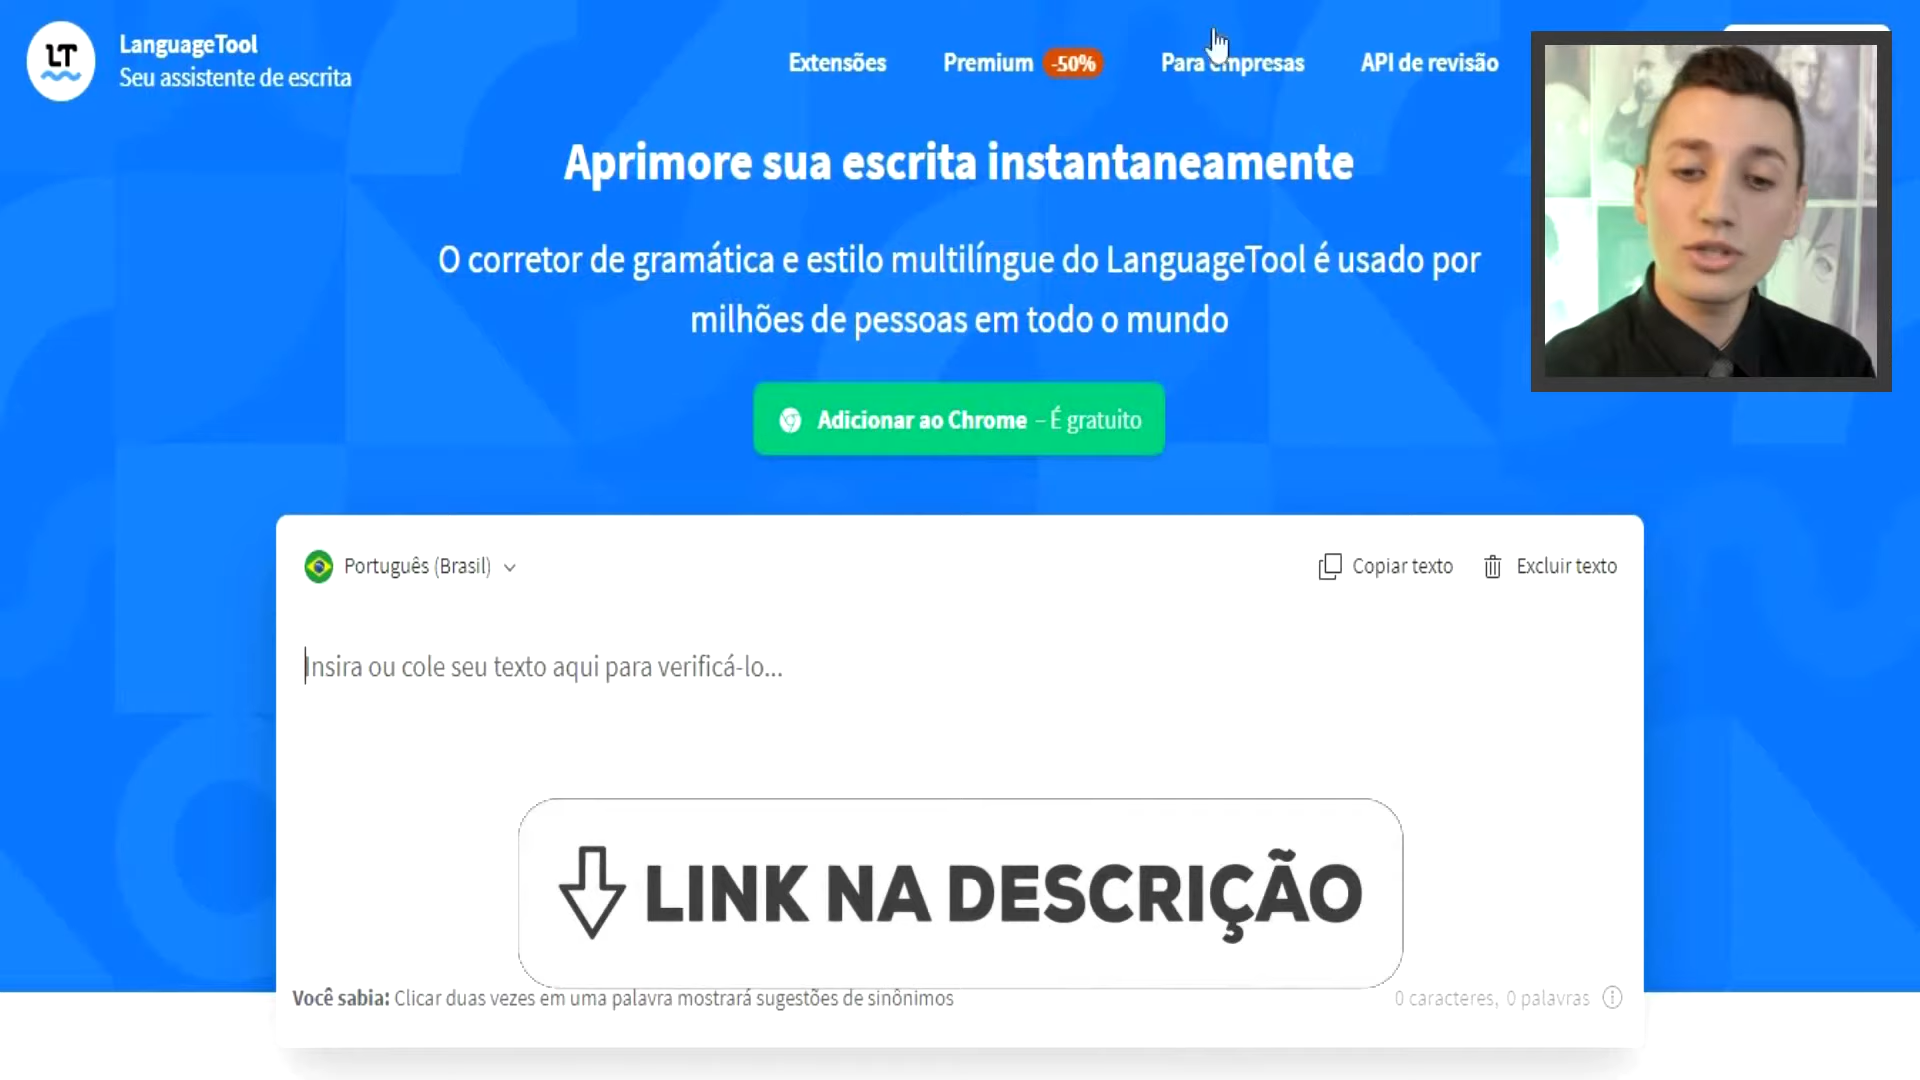 LT
LanguageTool
Seu assistente de escrita
Extensões
Premium -50%
Para empresas
API de revisão
Aprimore sua escrita instantaneamente
O corretor de gramática e estilo multilíngue do LanguageTool é usado por
milhões de pessoas em todo o mundo
Adicionar ao Chrome – É gratuito
Português (Brasil)
Copiar texto
Excluir texto
Insira ou cole seu texto aqui para verificá-lo...
LINK NA DESCRIÇÃO
Você sabia: Clicar duas vezes em uma palavra mostrará sugestões de sinônimos
0 caracteres, 0 palavras